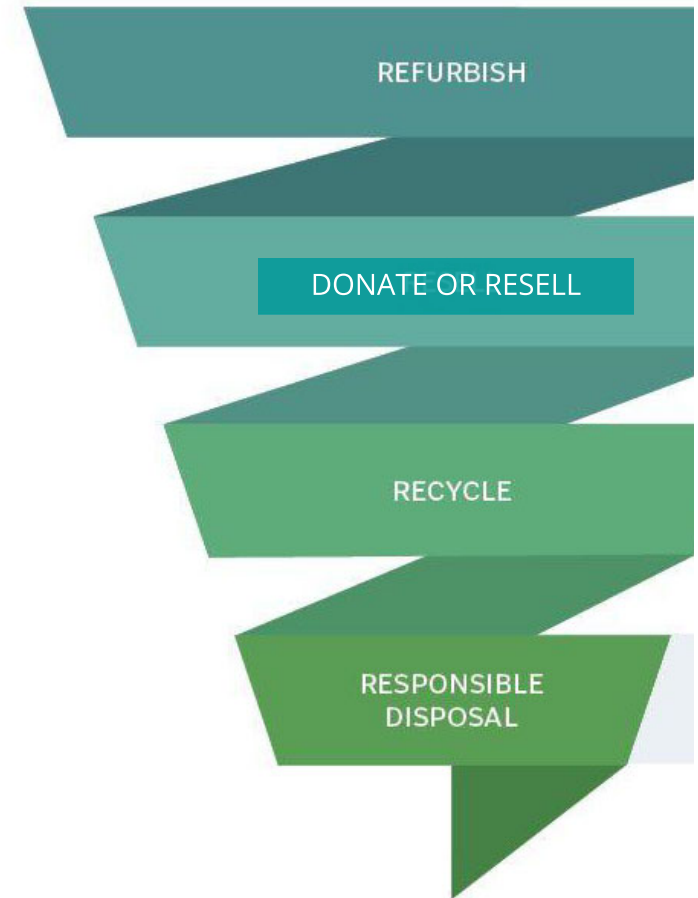 REFURBISH
DONATE OR RESELL
RECYCLE
RESPONSIBLE
DISPOSAL